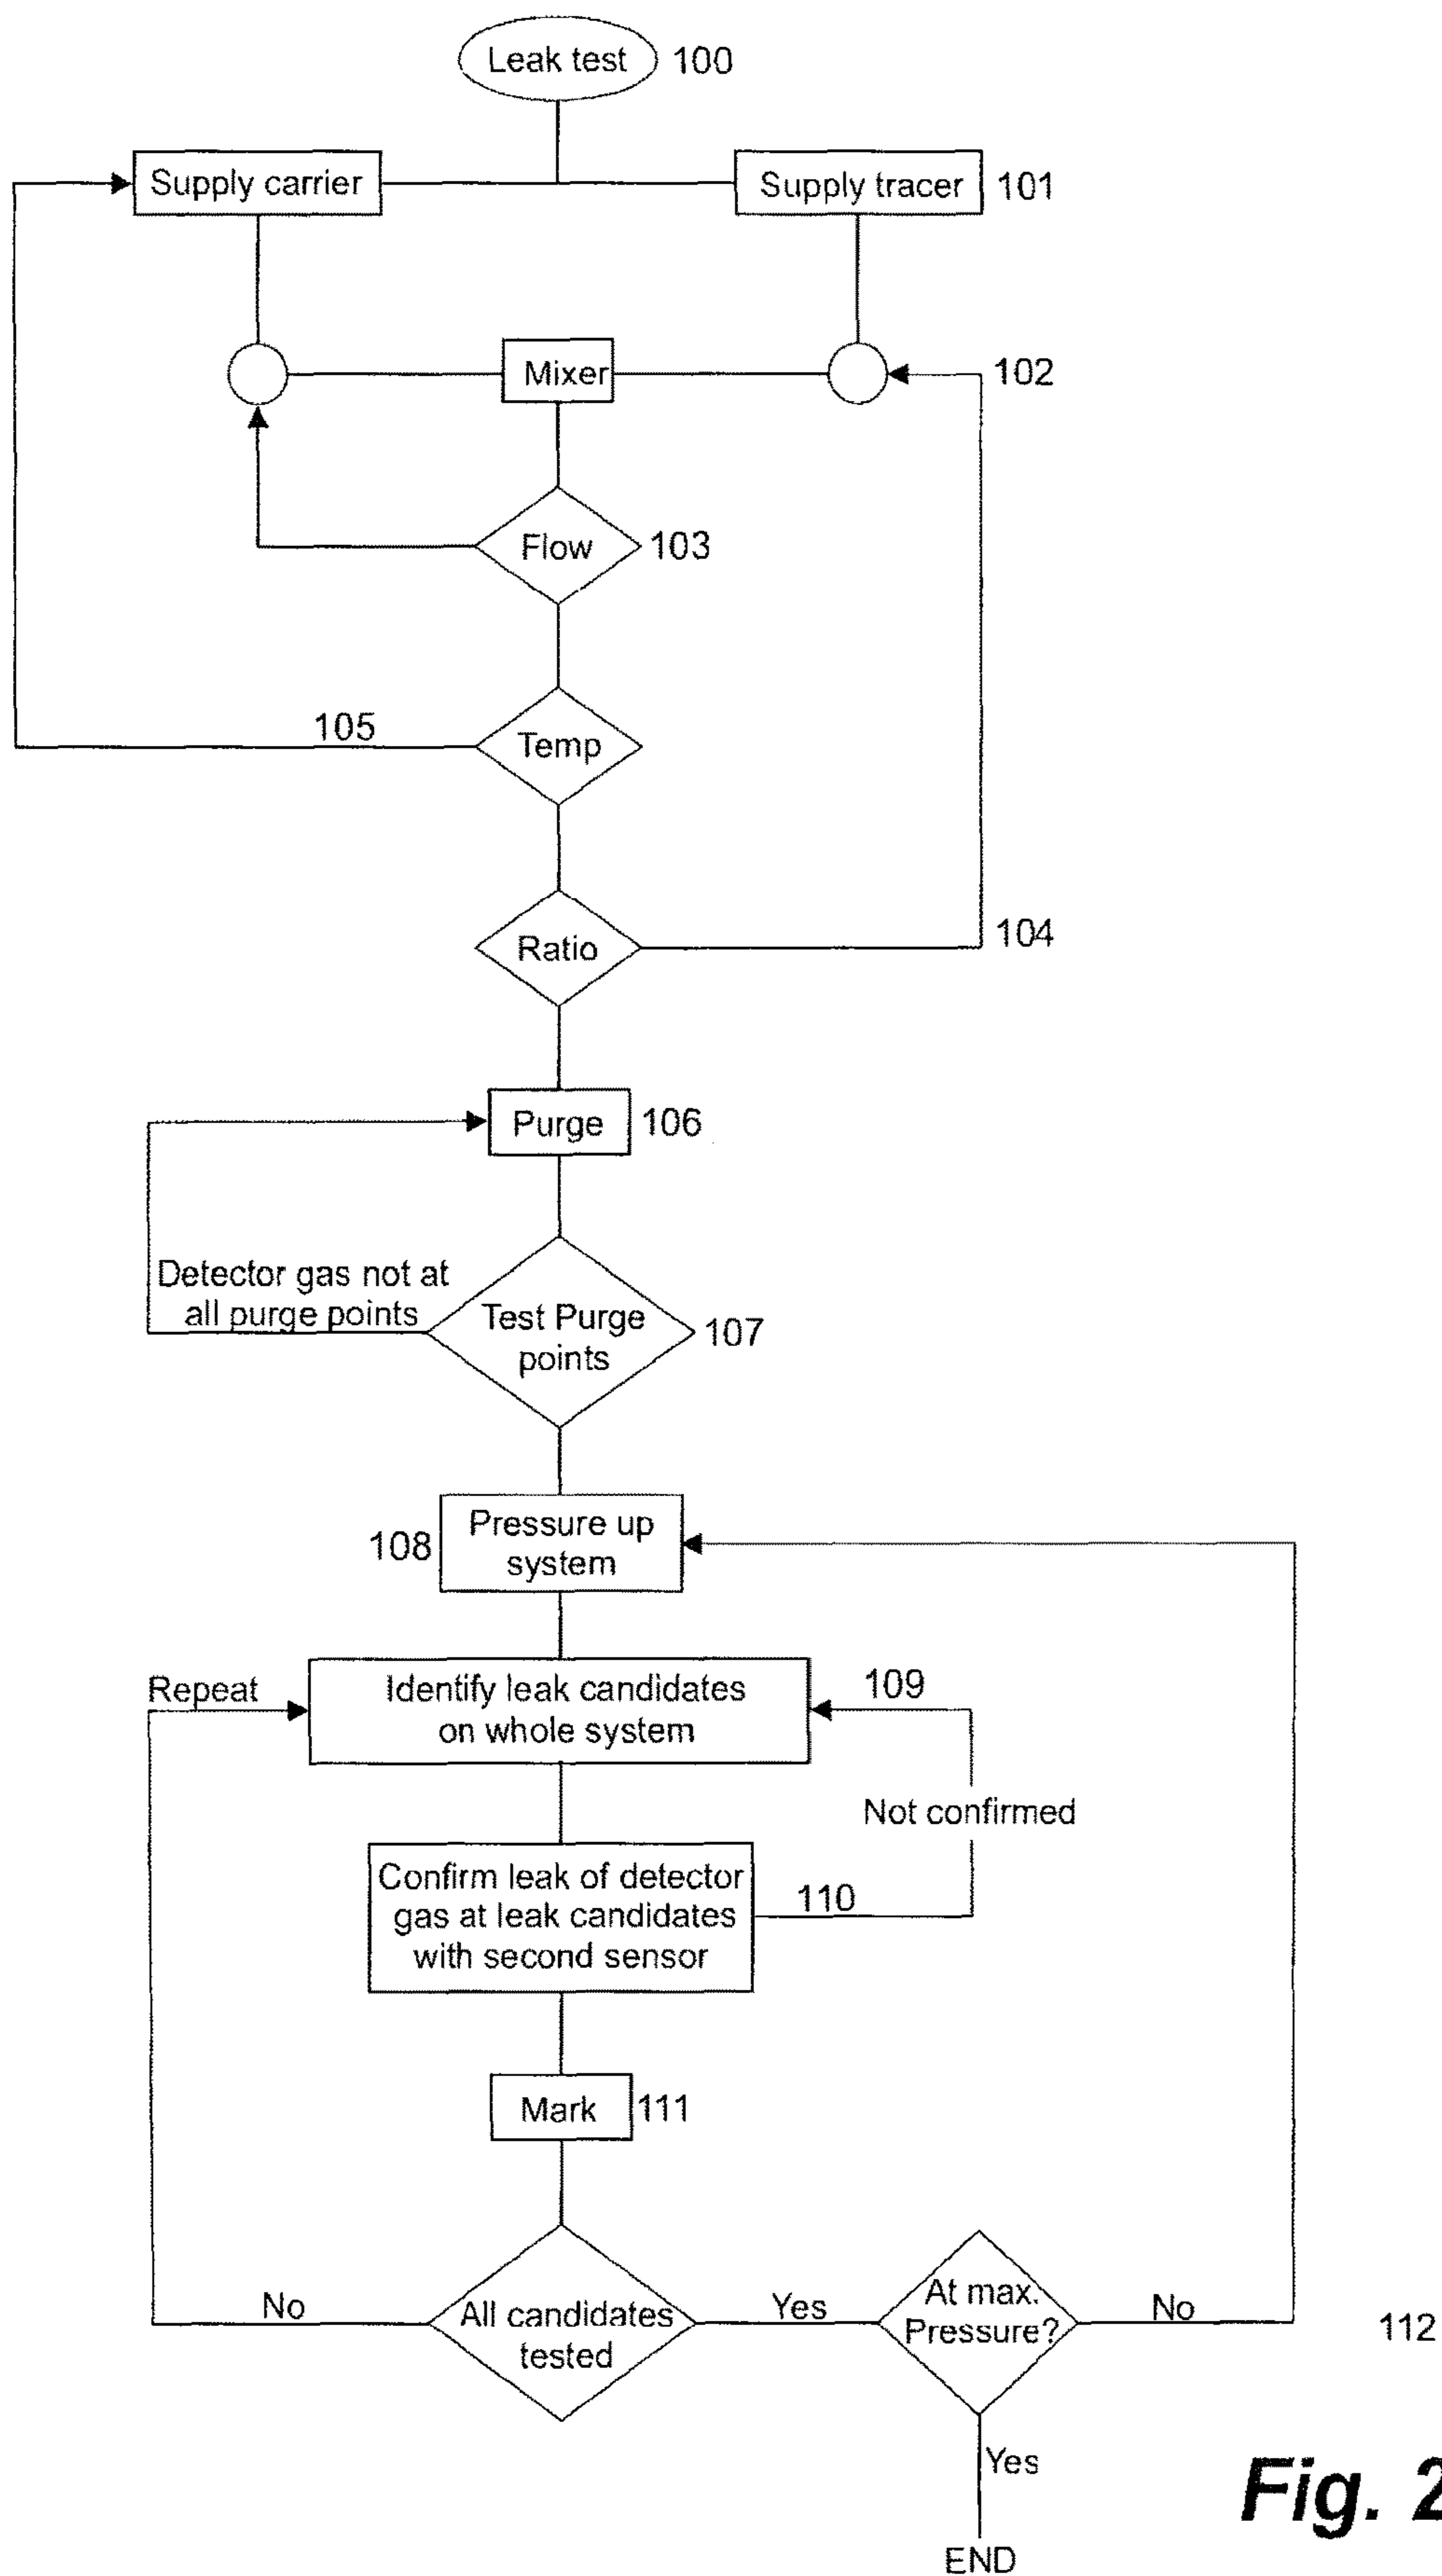 Leak test 100
Supply carrier
Supply tracer 101
Mixer
102
Flow 103
105
Temp
Ratio
104
Purge 106
Detector gas not at
all purge points
Test Purge
points
107
108
Pressure up
system
Repeat
Identify leak candidates
on whole system
109
Not confirmed
Confirm leak of detector
gas at leak candidates
with second sensor
110
Mark 111
No
All candidates
tested
Yes
At max.
Pressure?
No
112
Yes
END
Fig. 2